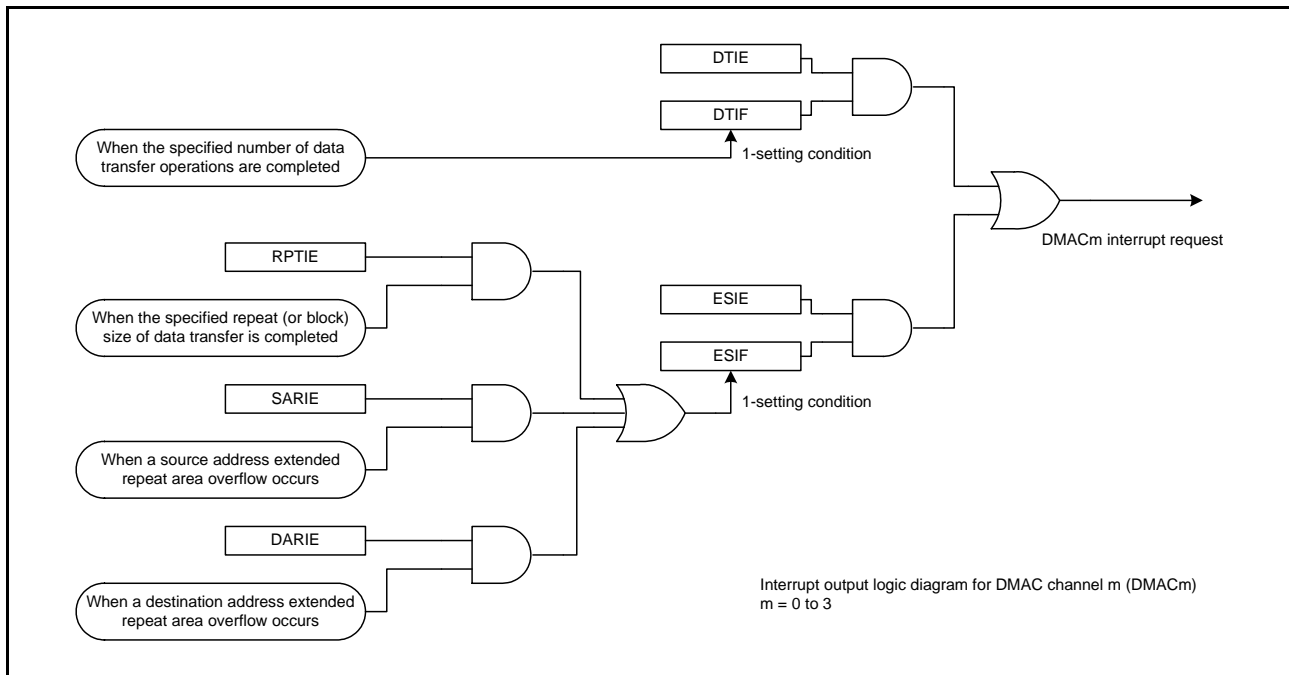 DTIE
DTIF
When the specified number of data
transfer operations are completed
1-setting condition
DMACm interrupt request
RPTIE
When the specified repeat (or block)
size of data transfer is completed
ESIE
ESIF
1-setting condition
SARIE
When a source address extended
repeat area overflow occurs
DARIE
When a destination address extended
repeat area overflow occurs
Interrupt output logic diagram for DMAC channel m (DMACm)
m = 0 to 3